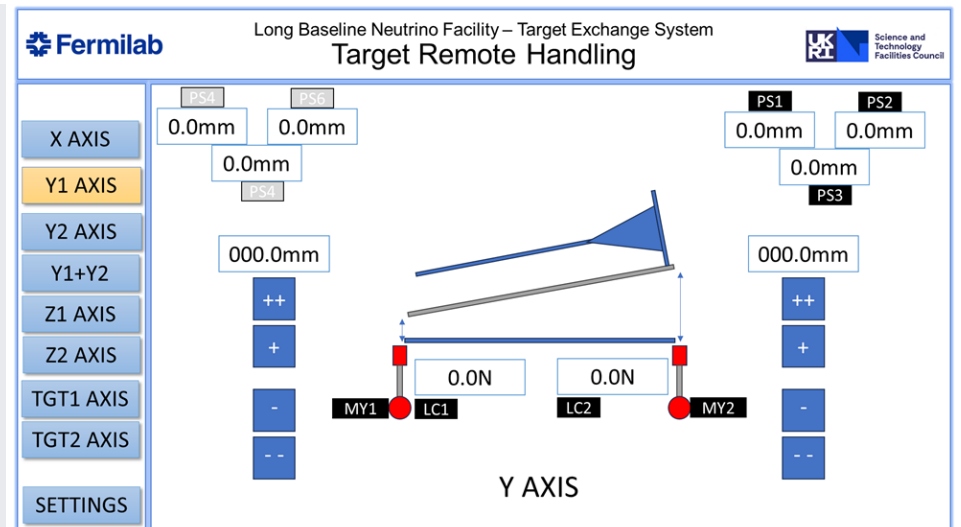 Fermilab
Long Baseline Neutrino Facility – Target Exchange System
Target Remote Handling
UK
RI
Science and
Technology
Facilities Council
X AXIS
Y1 AXIS
Y2 AXIS
Y1+Y2
Z1 AXIS
Z2 AXIS
TGT1 AXIS
TGT2 AXIS
SETTINGS
PS4 PS6
0.0mm 0.0mm
0.0mm
PS4
PS1 PS2
0.0mm 0.0mm
0.0mm
PS3
000.0mm
++
+
-
- -
000.0mm
++
+
-
- -
0.0N 0.0N
MY1 LC1 LC2 MY2
Y AXIS